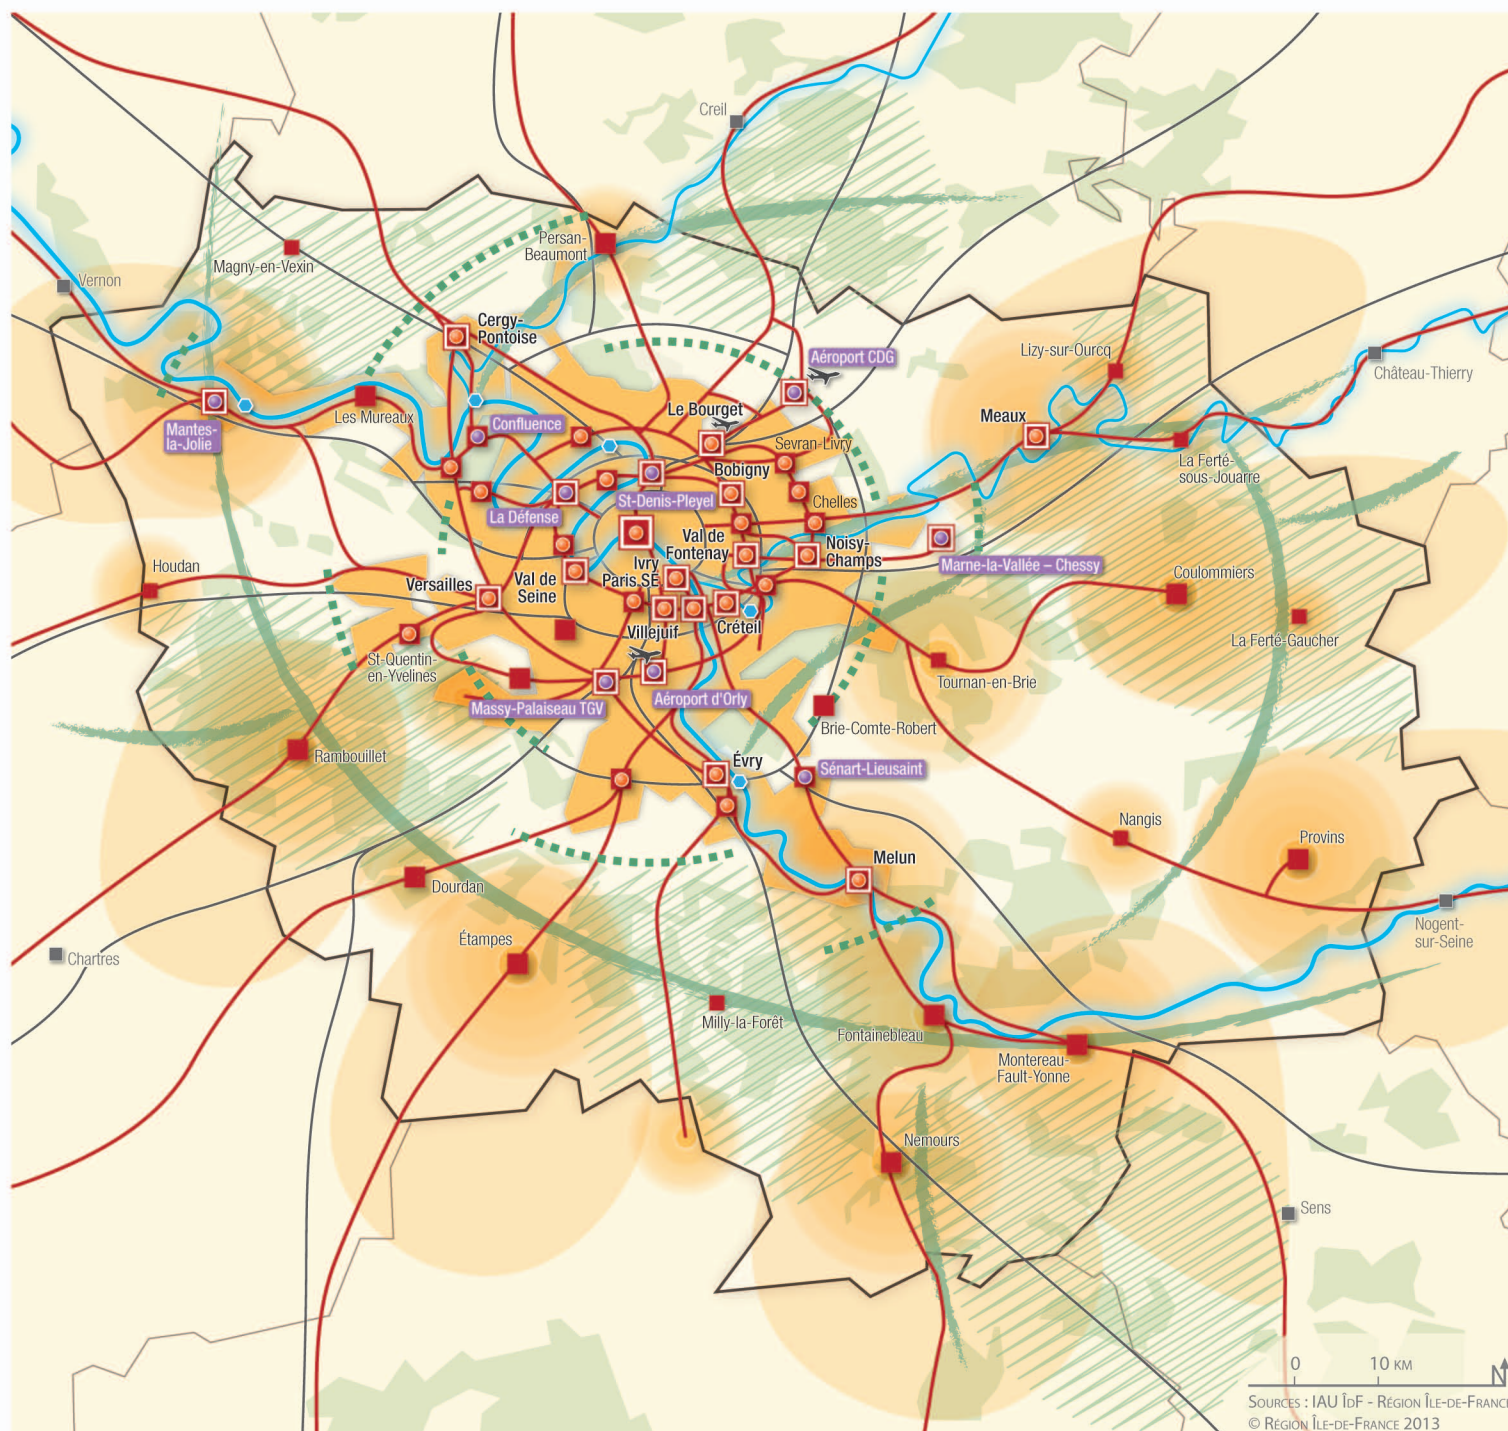 Creil
Persan-
Beaumont
Magny-en-Vexin
Vernon
Cergy-
Pontoise
Aéroport CDG
Lizy-sur-Ourcq
Château-Thierry
Le Bourget
Meaux
Les Mureaux
Confluence
Mantes-
la-Jolie
Sevran-Livry
Bobigny
La Ferté-
sous-Jouarre
St-Denis-Pleyel
Chelles
La Défense
Val de
Fontenay
Noisy-
Champs
Marne-la-Vallée – Chessy
Houdan
Ivry
Paris SE
Versailles
Val de
Seine
Coulommiers
Villejuif
Créteil
La Ferté-Gaucher
St-Quentin-
en-Yvelines
Tournan-en-Brie
Massy-Palaiseau TGV
Aéroport d'Orly
Brie-Comte-Robert
Rambouillet
Évry
Sénart-Lieusaint
Nangis
Provins
Melun
Dourdan
Étampes
Chartres
Nogent-
sur-Seine
Milly-la-Forêt
Fontainebleau
Montereau-
Fault-Yonne
Nemours
Sens
0 10 KM
N
SOURCES : IAU ÎDF - RÉGION ÎLE-DE-FRANCE
© RÉGION ÎLE-DE-FRANCE 2013